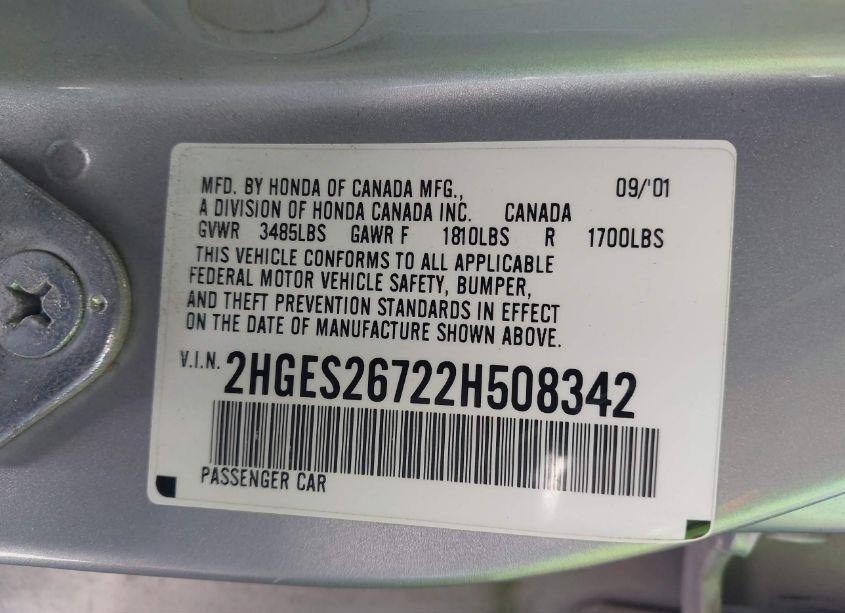 MFD. BY HONDA OF CANADA MFG., 09/'01
A DIVISION OF HONDA CANADA INC. CANADA
GVWR 3485LBS GAWR F 1810LBS R 1700LBS
THIS VEHICLE CONFORMS TO ALL APPLICABLE
FEDERAL MOTOR VEHICLE SAFETY, BUMPER,
AND THEFT PREVENTION STANDARDS IN EFFECT
ON THE DATE OF MANUFACTURE SHOWN ABOVE.
V.I.N. 2HGES26722H508342
PASSENGER CAR